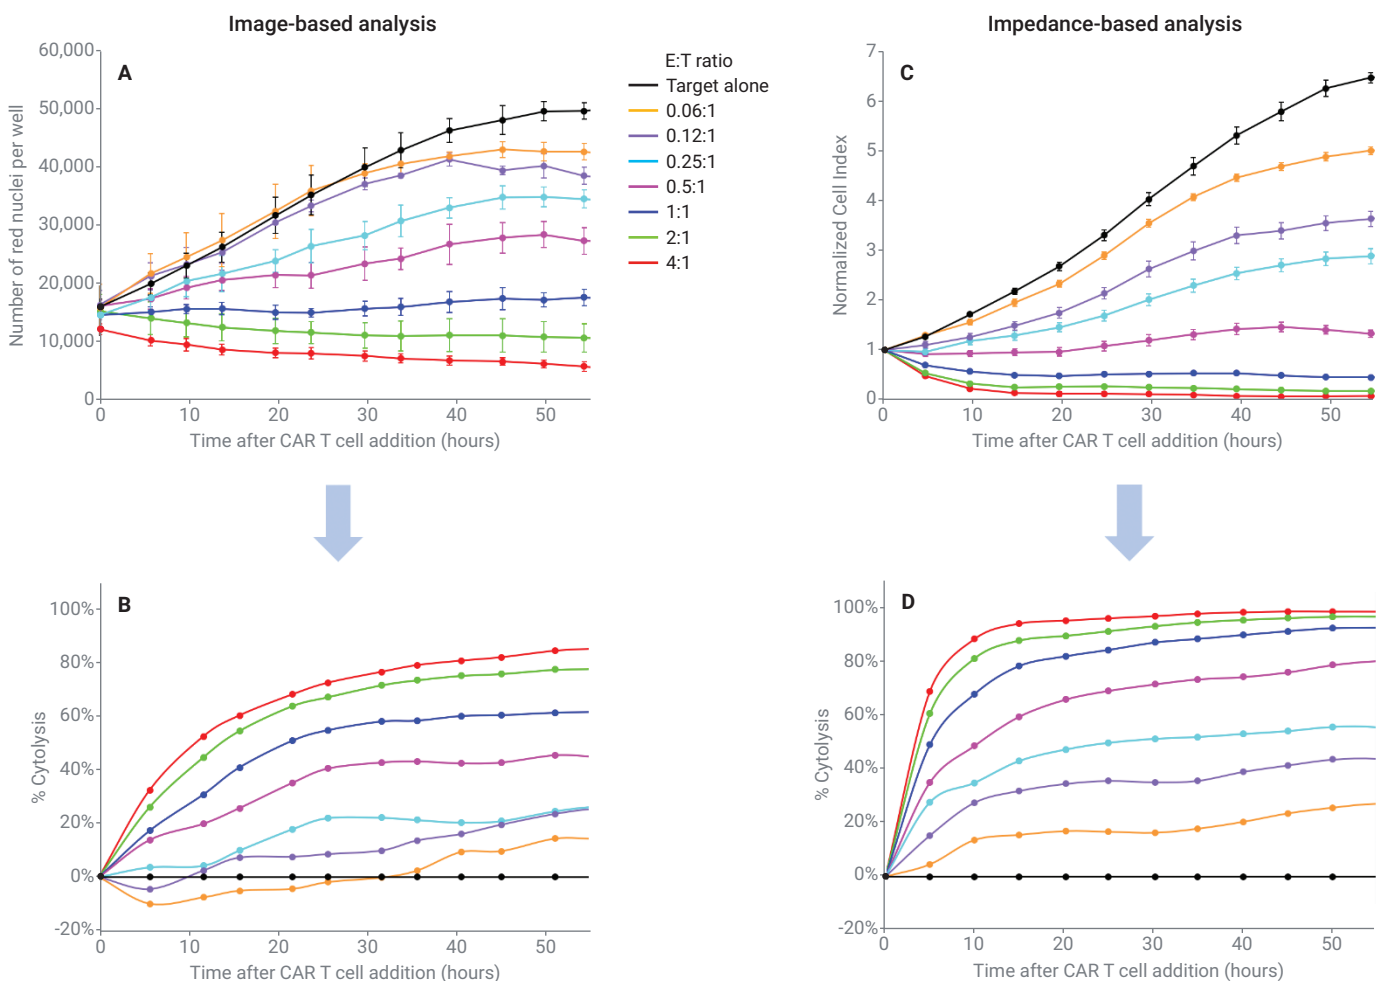 Image-based analysis
Impedance-based analysis
A
Number of red nuclei per well
60,000
50,000
40,000
30,000
20,000
10,000
0
0 10 20 30 40 50
Time after CAR T cell addition (hours)
E:T ratio
Target alone
0.06:1
0.12:1
0.25:1
0.5:1
1:1
2:1
4:1
C
Normalized Cell Index
7
6
5
4
3
2
1
0
0 10 20 30 40 50
Time after CAR T cell addition (hours)
B
% Cytolysis
100%
80%
60%
40%
20%
0%
-20%
0 10 20 30 40 50
Time after CAR T cell addition (hours)
D
% Cytolysis
100%
80%
60%
40%
20%
0%
-20%
0 10 20 30 40 50
Time after CAR T cell addition (hours)